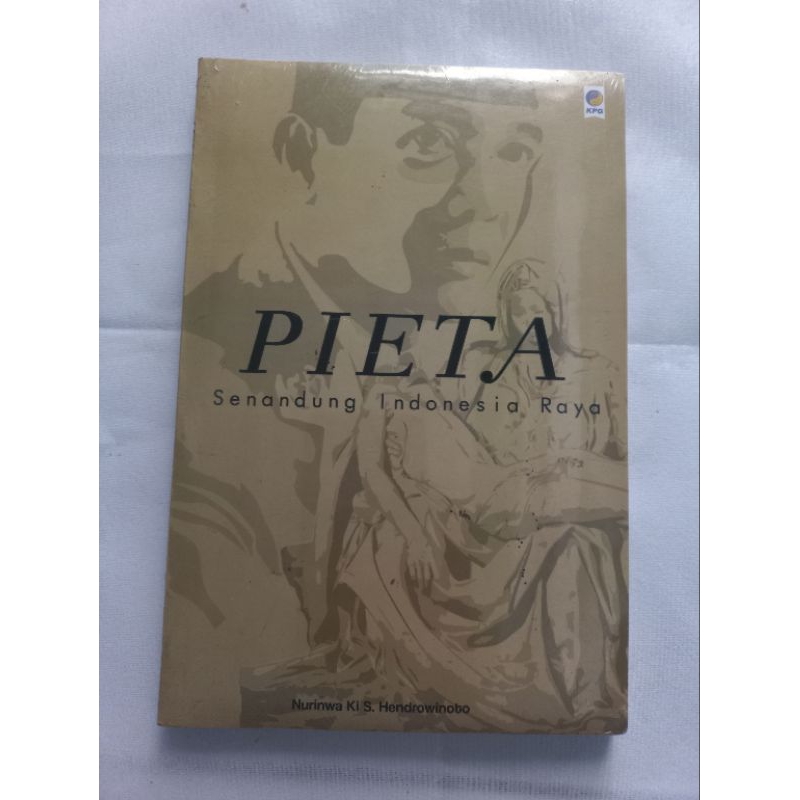 KPG
PIETA
Senandung Indonesia Raya
Nurinwa Ki S. Hendrowinoto